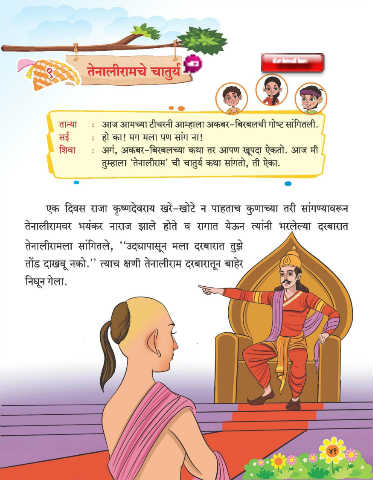 ९
तेनालीरामचे चातुर्य
तान्या : आज आमच्या टीचरनी आम्हाला अकबर-बिरबलची गोष्ट सांगितली.
सई : हो का! मग मला पण सांग ना!
शिवा : अगं, अकबर-बिरबलच्या कथा तर आपण खूपदा ऐकतो. आज मी
तुम्हाला 'तेनालीराम' ची चातुर्य कथा सांगतो, ती ऐका.
एक दिवस राजा कृष्णदेवराय खरे-खोटे न पाहताच कुणाच्या तरी सांगण्यावरून
तेनालीरामवर भयंकर नाराज झाले होते व रागात येऊन त्यांनी भरलेल्या दरबारात
तेनालीरामला सांगितले, "उद्यापासून मला दरबारात तुझे
तोंड दाखवू नको." त्याच क्षणी तेनालीराम दरबारातून बाहेर
निघून गेला.
४१